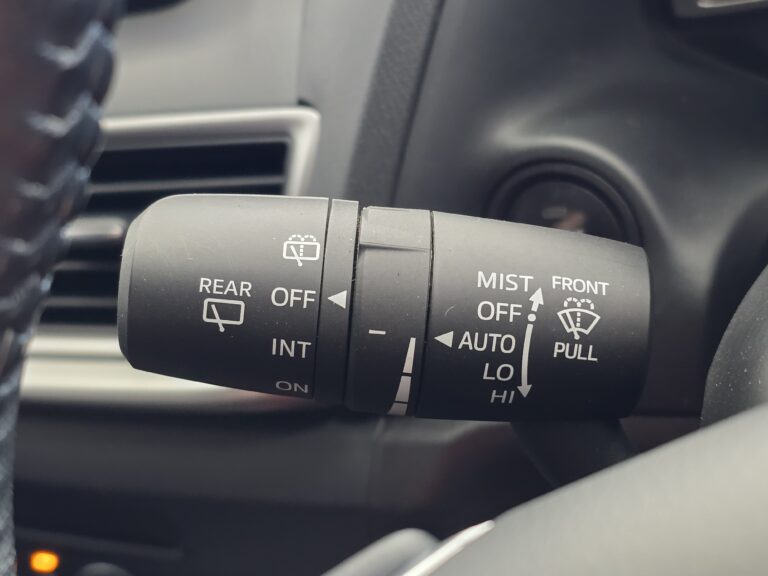 REAR
OFF
INT
ON
MIST
OFF
AUTO
LO
HI
FRONT
PULL